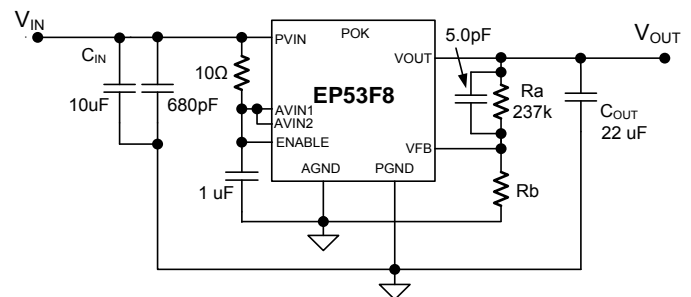 VIN
CIN
10uF
680pF
10Ω
PVIN
POK
VOUT
EP53F8
AVIN1
AVIN2
ENABLE
VFB
AGND
PGND
1 uF
5.0pF
Ra
237k
Rb
COUT
22 uF
VOUT